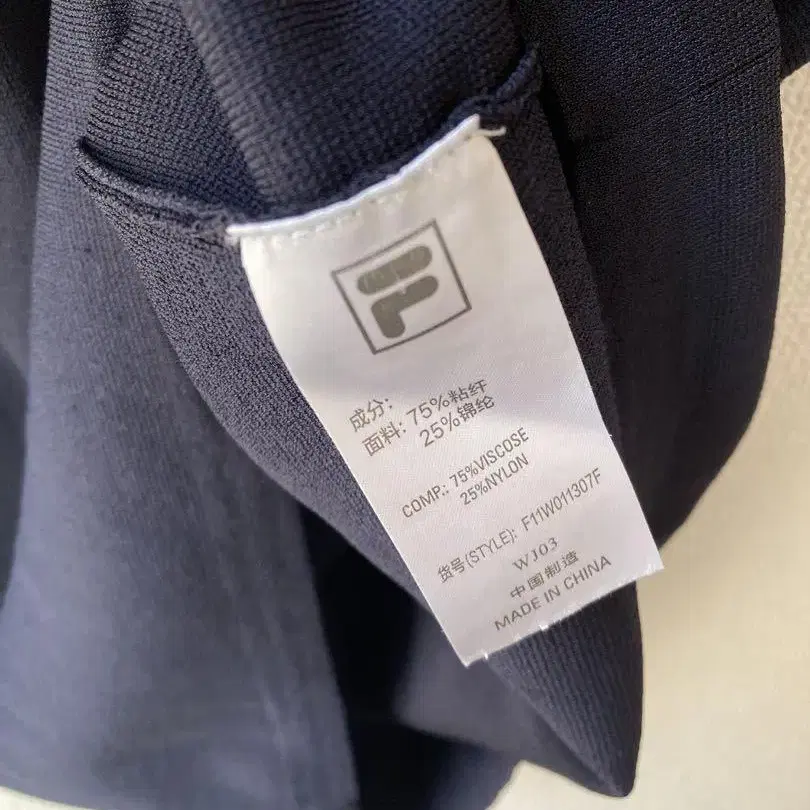 F
成分:
面料: 75%粘纤
25%锦纶
COMP.: 75%VISCOSE
25%NYLON
货号(STYLE): F11W011307F
WJ03
中国制造
MADE IN CHINA